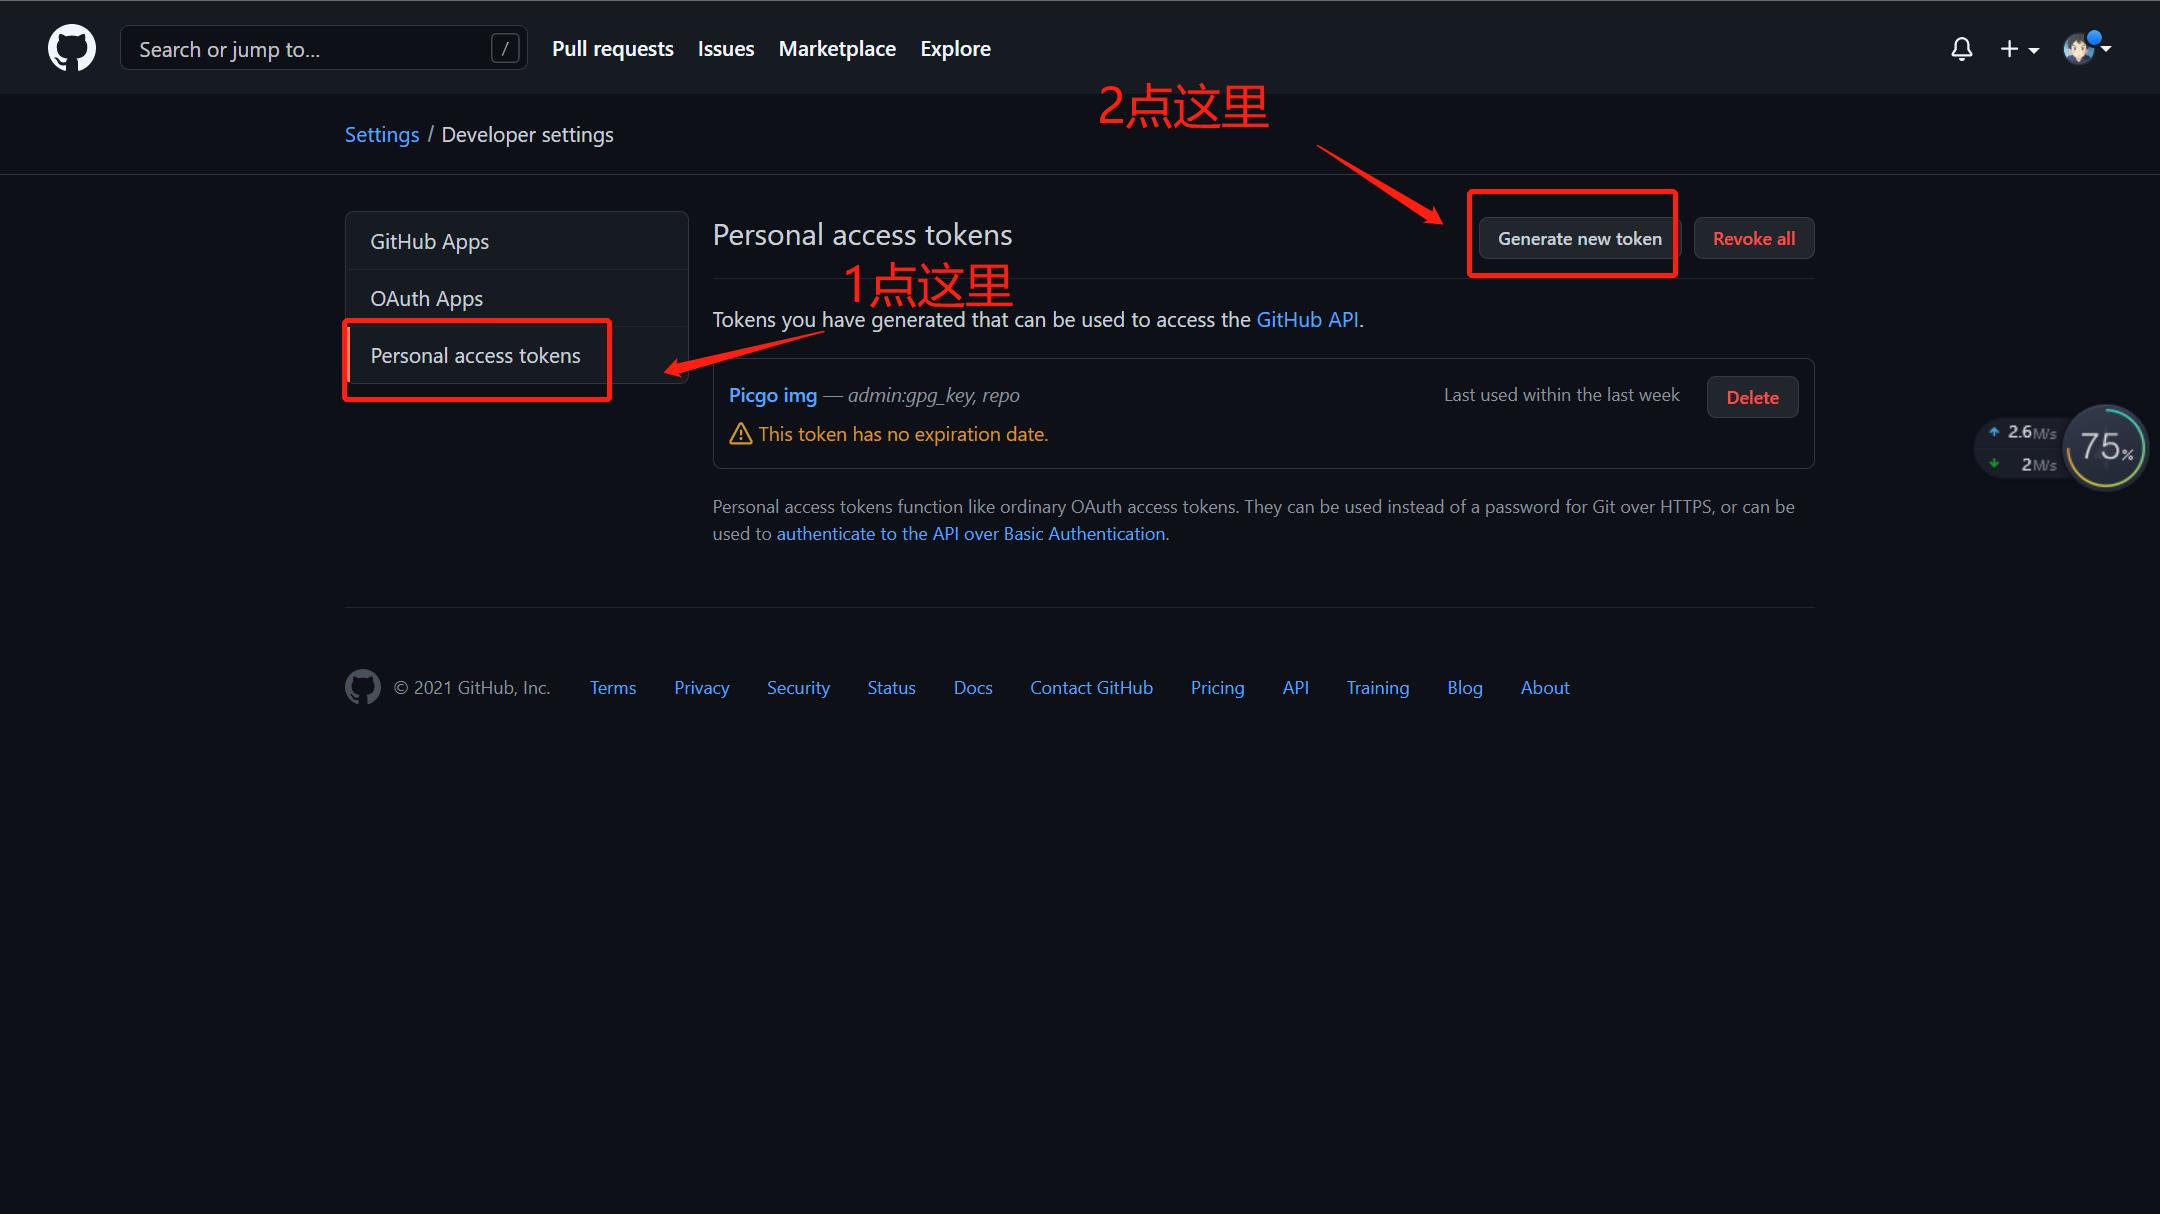 Search or jump to... /
Pull requests
Issues
Marketplace
Explore
2点这里
Settings / Developer settings
GitHub Apps
OAuth Apps
Personal access tokens
Personal access tokens
Generate new token
Revoke all
1点这里
Tokens you have generated that can be used to access the GitHub API.
Picgo img — admin:gpg_key, repo
Last used within the last week
Delete
This token has no expiration date.
2.6M/s
2M/s
75%
Personal access tokens function like ordinary OAuth access tokens. They can be used instead of a password for Git over HTTPS, or can be
used to authenticate to the API over Basic Authentication.
© 2021 GitHub, Inc.
Terms
Privacy
Security
Status
Docs
Contact GitHub
Pricing
API
Training
Blog
About